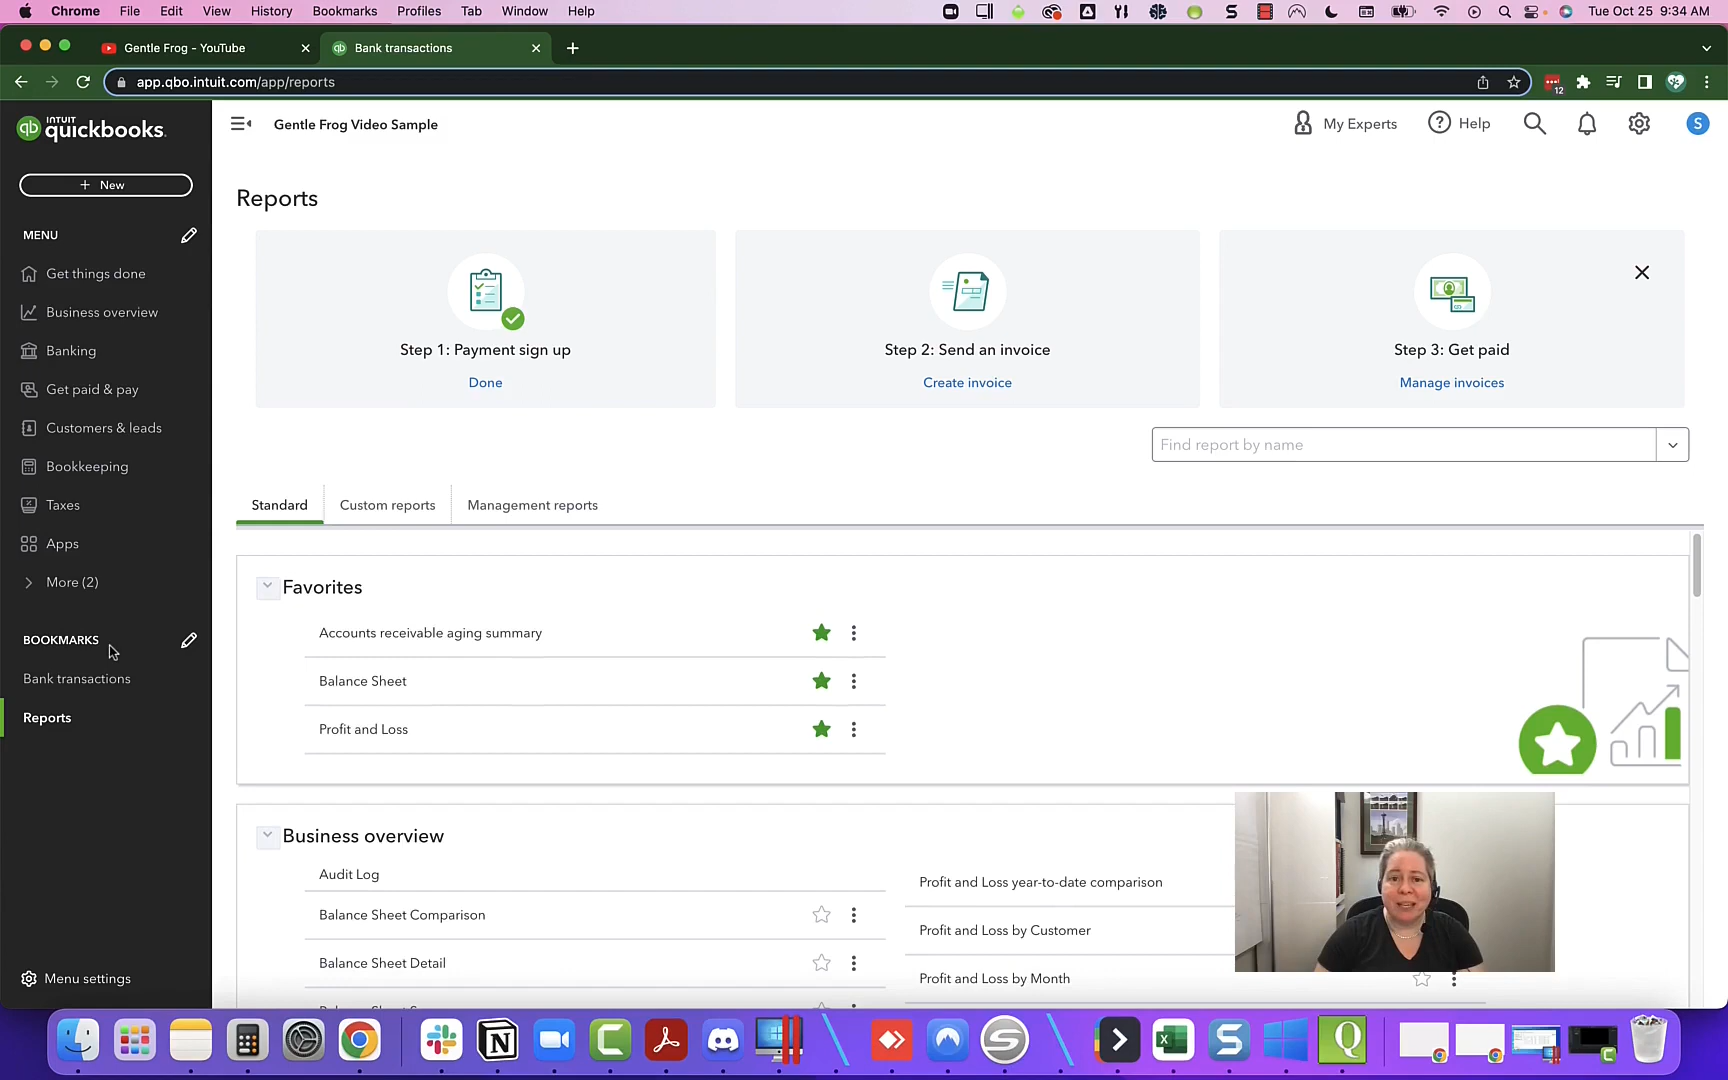 Chrome File Edit View History Bookmarks Profiles Tab Window Help
Tue Oct 25 9:34 AM
Gentle Frog - YouTube
Bank transactions
app.qbo.intuit.com/app/reports
12
qb INTUIT
quickbooks.
Gentle Frog Video Sample
My Experts
Help
S
+ New
MENU
Get things done
Business overview
Banking
Get paid & pay
Customers & leads
Bookkeeping
Taxes
Apps
More (2)
BOOKMARKS
Bank transactions
Reports
Menu settings
Reports
Step 1: Payment sign up
Done
Step 2: Send an invoice
Create invoice
Step 3: Get paid
Manage invoices
Find report by name
Standard
Custom reports
Management reports
Favorites
Accounts receivable aging summary
Balance Sheet
Profit and Loss
Business overview
Audit Log
Balance Sheet Comparison
Balance Sheet Detail
Profit and Loss year-to-date comparison
Profit and Loss by Customer
Profit and Loss by Month